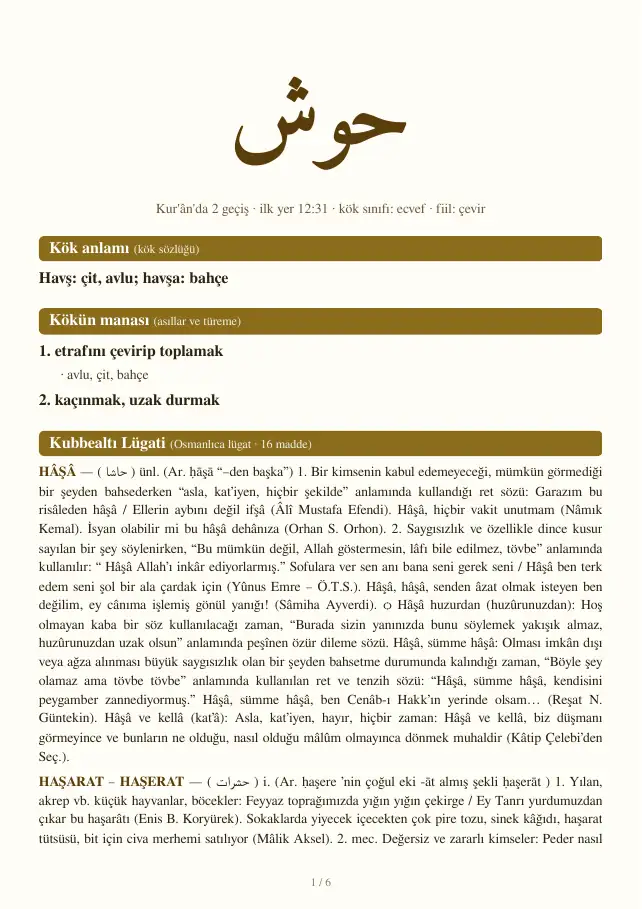 حوش
Kur'ân'da 2 geçiş · ilk yer 12:31 · kök sınıfı: ecvef · fiil: çevir
Kök anlamı (kök sözlüğü)
Havş: çit, avlu; havşa: bahçe
Kökün manası (asıllar ve türeme)
1. etrafını çevirip toplamak
· avlu, çit, bahçe
2. kaçınmak, uzak durmak
Kubbealtı Lügati (Osmanlıca lügat · 16 madde)
HÂŞÂ — ( حاشا ) ünl. (Ar. ḥāşā “–den başka”) 1. Bir kimsenin kabul edemeyeceği, mümkün görmediği
bir şeyden bahsederken “asla, kat’iyen, hiçbir şekilde” anlamında kullandığı ret sözü: Garazım bu
risâleden hâşâ / Ellerin aybını değil ifşâ (Âlî Mustafa Efendi). Hâşâ, hiçbir vakit unutmam (Nâmık
Kemal). İsyan olabilir mi bu hâşâ dehânıza (Orhan S. Orhon). 2. Saygısızlık ve özellikle dince kusur
sayılan bir şey söylenirken, “Bu mümkün değil, Allah göstermesin, lâfı bile edilmez, tövbe” anlamında
kullanılır: “ Hâşâ Allah’ı inkâr ediyorlarmış.” Sofulara ver sen anı bana seni gerek seni / Hâşâ ben terk
edem seni şol bir ala çardak için (Yûnus Emre – Ö.T.S.). Hâşâ, hâşâ, senden âzat olmak isteyen ben
değilim, ey cânıma işlemiş gönül yanığı! (Sâmiha Ayverdi). ѻ Hâşâ huzurdan (huzûrunuzdan): Hoş
olmayan kaba bir söz kullanılacağı zaman, “Burada sizin yanınızda bunu söylemek yakışık almaz,
huzûrunuzdan uzak olsun” anlamında peşînen özür dileme sözü. Hâşâ, sümme hâşâ: Olması imkân dışı
veya ağza alınması büyük saygısızlık olan bir şeyden bahsetme durumunda kalındığı zaman, “Böyle şey
olamaz ama tövbe tövbe” anlamında kullanılan ret ve tenzih sözü: “Hâşâ, sümme hâşâ, kendisini
peygamber zannediyormuş.” Hâşâ, sümme hâşâ, ben Cenâb-ı Hakk’ın yerinde olsam… (Reşat N.
Güntekin). Hâşâ ve kellâ (kat’â): Asla, kat’iyen, hayır, hiçbir zaman: Hâşâ ve kellâ, biz düşmanı
görmeyince ve bunların ne olduğu, nasıl olduğu mâlûm olmayınca dönmek muhaldir (Kâtip Çelebi’den
Seç.).
HAŞARAT – HAŞERAT — ( حشرات ) i. (Ar. ḥaşere ’nin çoğul eki -āt almış şekli ḥaşerāt ) 1. Yılan,
akrep vb. küçük hayvanlar, böcekler: Feyyaz toprağımızda yığın yığın çekirge / Ey Tanrı yurdumuzdan
çıkar bu haşarâtı (Enis B. Koryürek). Sokaklarda yiyecek içecekten çok pire tozu, sinek kâğıdı, haşarat
tütsüsü, bit için civa merhemi satılıyor (Mâlik Aksel). 2. mec. Değersiz ve zararlı kimseler: Peder nasıl
1 / 6